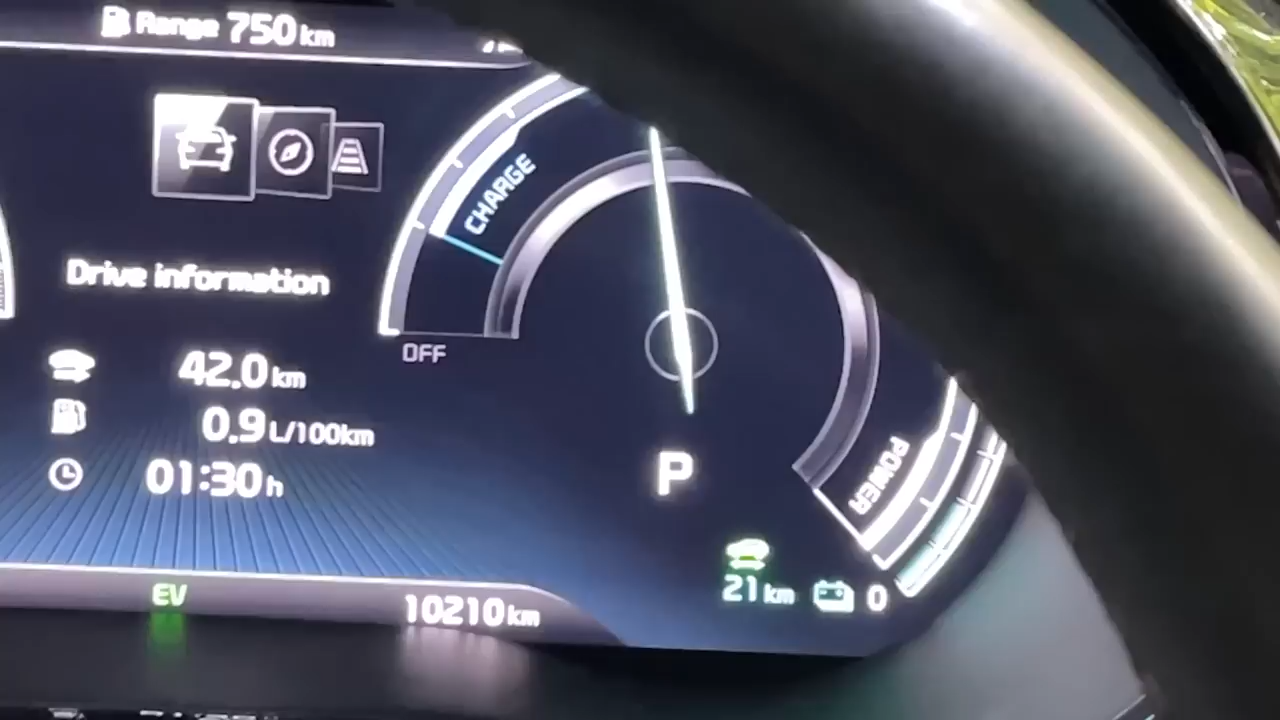 Range 750 km
CHARGE
Drive information
OFF
42.0 km
0.9 L/100km
01:30 h
P
POWER
21 km
0
EV
10210 km